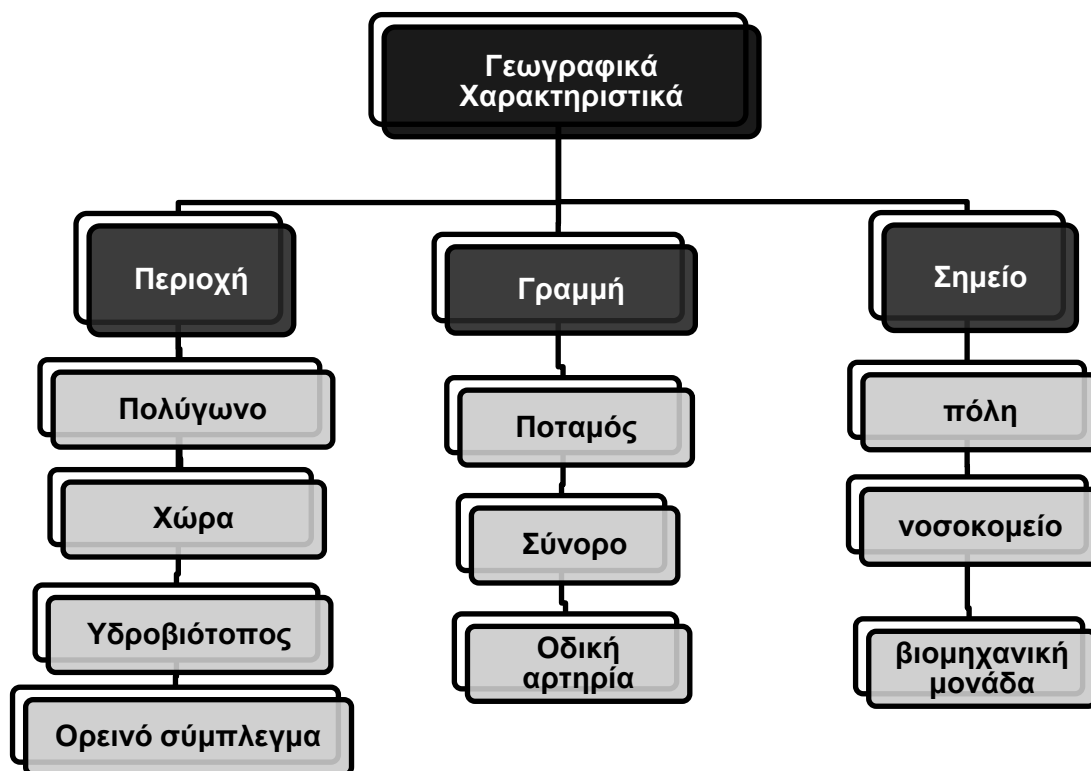 Γεωγραφικά
Χαρακτηριστικά
Περιοχή
Πολύγωνο
Χώρα
Υδροβιότοπος
Ορεινό σύμπλεγμα
Γραμμή
Ποταμός
Σύνορο
Οδική
αρτηρία
Σημείο
πόλη
νοσοκομείο
βιομηχανική
μονάδα